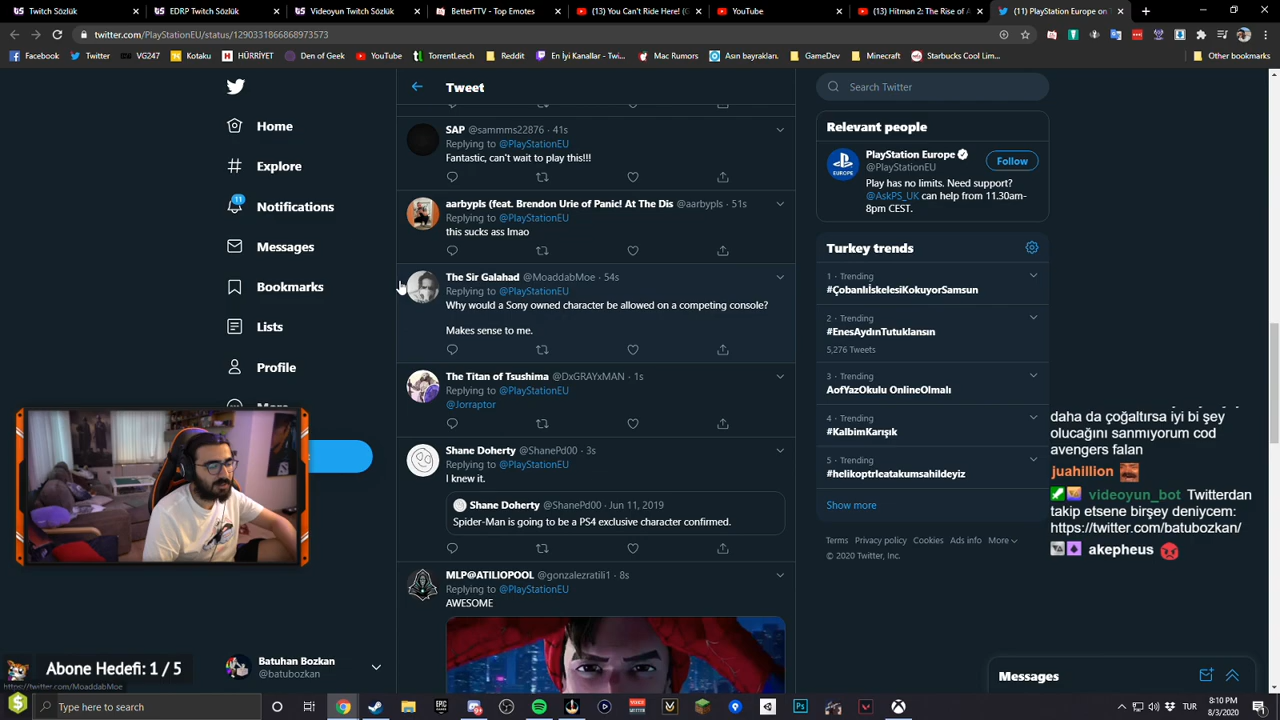 Twitch Sözlük
EDRP Twitch Sözlük
Videoyun Twitch Sözlük
BetterTTV - Top Emotes
(13) You Can't Ride Here! (
YouTube
(13) Hitman 2: The Rise of A
(11) PlayStation Europe on T
twitter.com/PlayStationEU/status/1290331866868973573
Facebook
Twitter
VG247
Kotaku
HÜRRİYET
Den of Geek
YouTube
TorrentLeech
Reddit
En İyi Kanallar - Twi...
Mac Rumors
Asın bayrakları.
GameDev
Minecraft
Starbucks Cool Lim...
Other bookmarks
Home
Explore
11
Notifications
Messages
Bookmarks
Lists
Profile
More
Batuhan Bozkan
@batubozkan
Abone Hedefi: 1 / 5
https://twitter.com/MoaddabMoe
Tweet
SAP @sammms22876 · 41s
Replying to @PlayStationEU
Fantastic, can't wait to play this!!!
aarbypls (feat. Brendon Urie of Panic! At The Dis @aarbypls · 51s
Replying to @PlayStationEU
this sucks ass lmao
The Sir Galahad @MoaddabMoe · 54s
Replying to @PlayStationEU
Why would a Sony owned character be allowed on a competing console?
Makes sense to me.
The Titan of Tsushima @DxGRAYxMAN · 1s
Replying to @PlayStationEU
@Jorraptor
Shane Doherty @ShanePd00 · 3s
Replying to @PlayStationEU
I knew it.
Shane Doherty @ShanePd00 · Jun 11, 2019
Spider-Man is going to be a PS4 exclusive character confirmed.
MLP@ATILIOPOOL @gonzalezratili1 · 8s
Replying to @PlayStationEU
AWESOME
Search Twitter
Relevant people
PlayStation Europe
@PlayStationEU
Follow
Play has no limits. Need support?
@AskPS_UK can help from 11.30am-
8pm CEST.
EUROPE
Turkey trends
1 · Trending
#ÇobanlıİskelesiKokuyorSamsun
2 · Trending
#EnesAydınTutuklansın
5,276 Tweets
3 · Trending
AofYazOkulu OnlineOlmalı
4 · Trending
#KalbimKarışık
5 · Trending
#helikoptrleatakumsahildeyiz
Show more
Terms Privacy policy Cookies Ads info More
© 2020 Twitter, Inc.
daha da çoğaltırsa iyi bi şey
olucağını sanmıyorum cod
avengers falan
juahillion
videoyun_bot Twitterdan
takip etsene birşey deniycem:
https://twitter.com/batubozkan/
akepheus
Messages
Type here to search
EPIC
TUR
8:10 PM
8/3/2020